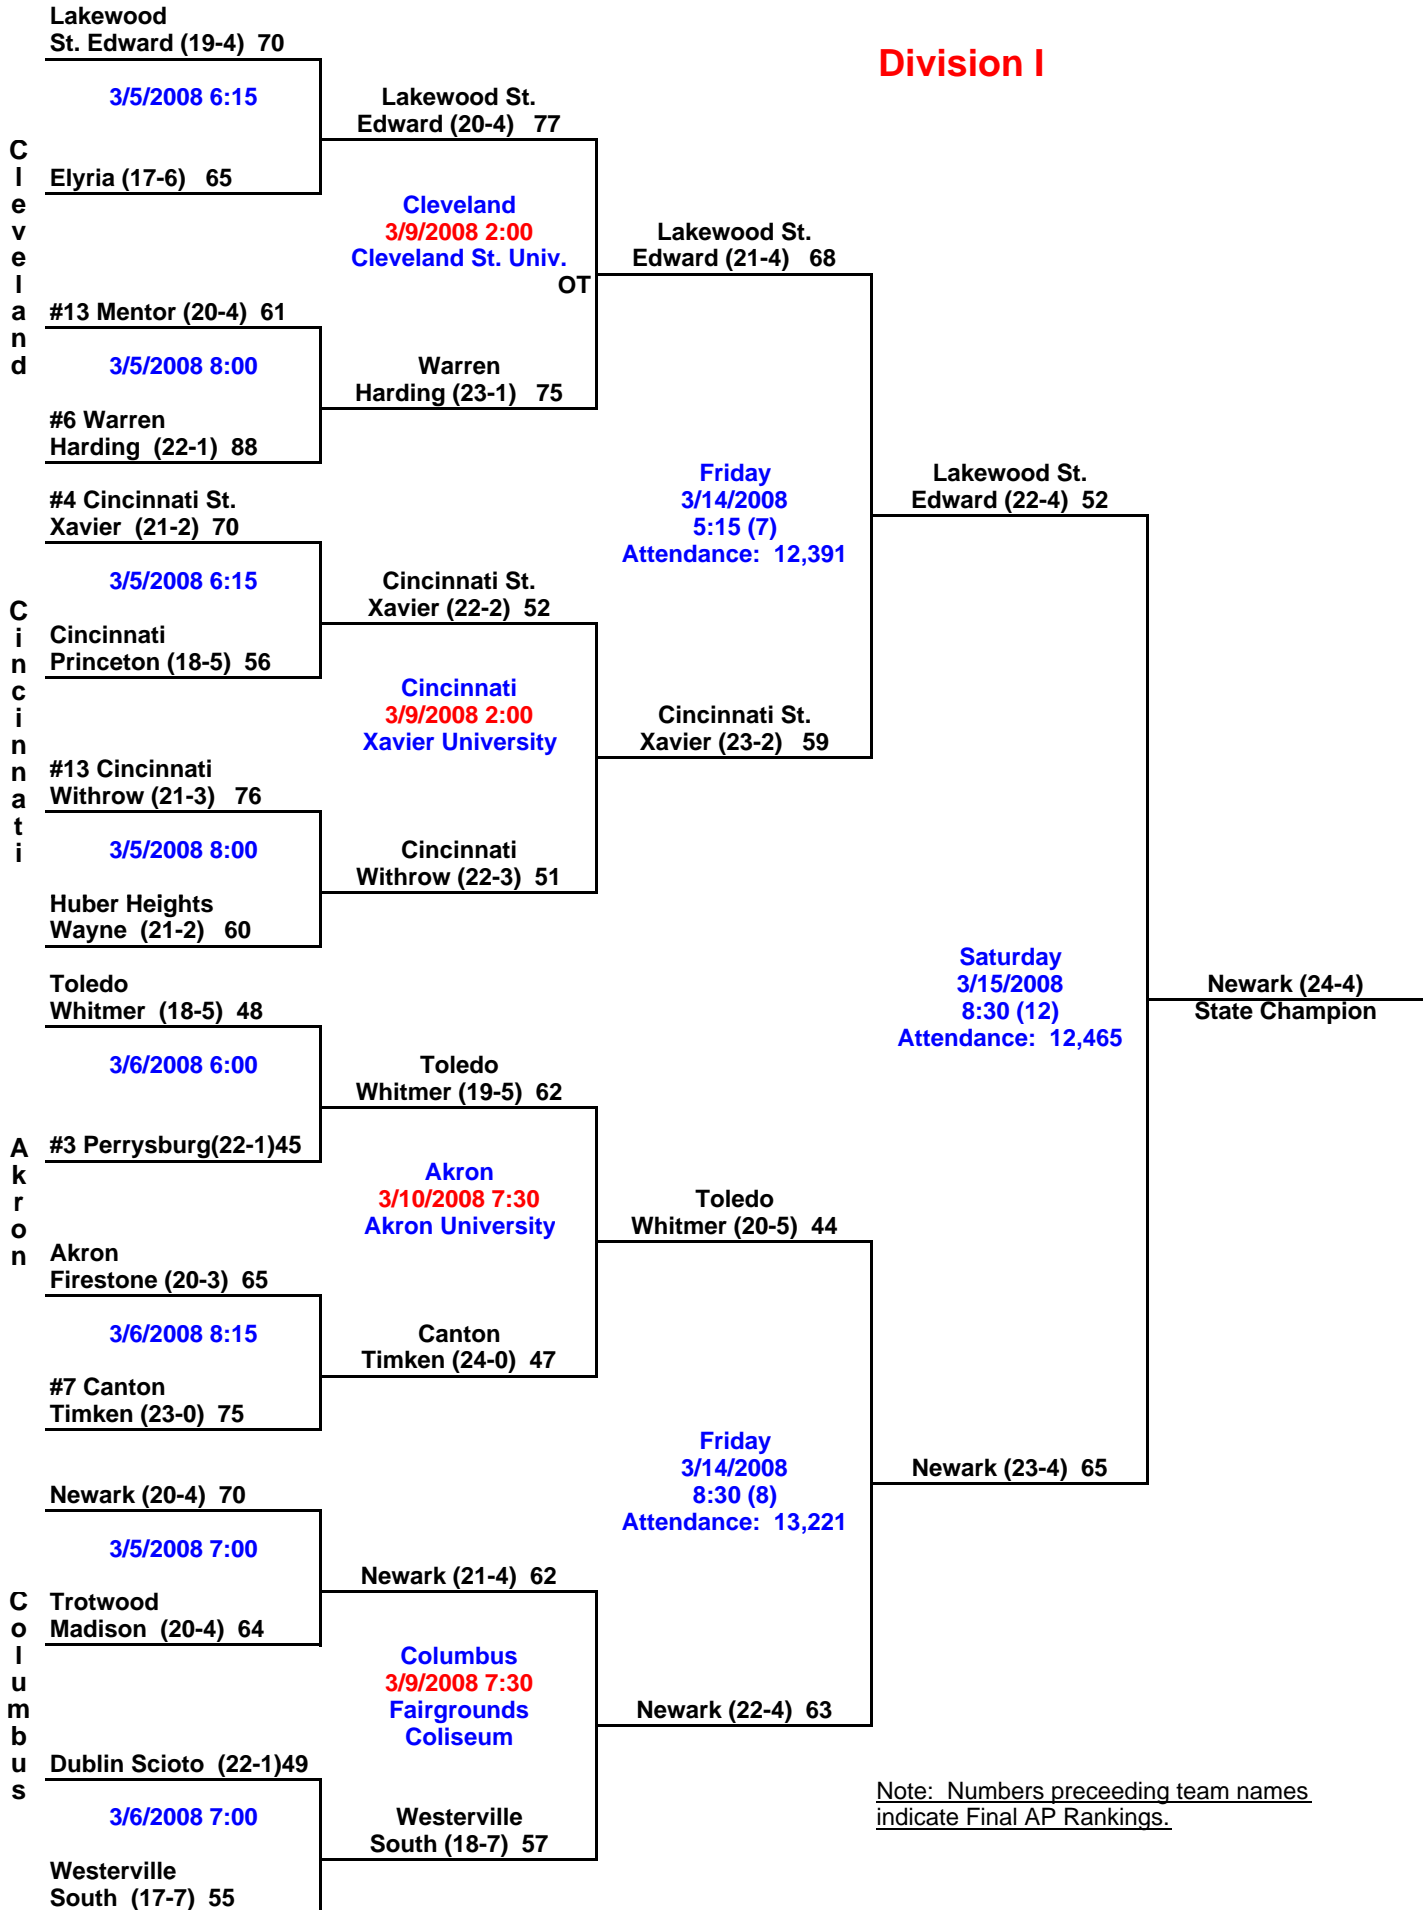 Division I
Cleveland
Lakewood
St. Edward (19-4) 70
3/5/2008 6:15
Elyria (17-6) 65
#13 Mentor (20-4) 61
3/5/2008 8:00
#6 Warren
Harding (22-1) 88
Cincinnati
#4 Cincinnati St.
Xavier (21-2) 70
3/5/2008 6:15
Cincinnati
Princeton (18-5) 56
#13 Cincinnati
Withrow (21-3) 76
3/5/2008 8:00
Huber Heights
Wayne (21-2) 60
Akron
Toledo
Whitmer (18-5) 48
3/6/2008 6:00
#3 Perrysburg(22-1)45
Akron
Firestone (20-3) 65
3/6/2008 8:15
#7 Canton
Timken (23-0) 75
Columbus
Newark (20-4) 70
3/5/2008 7:00
Trotwood
Madison (20-4) 64
Dublin Scioto (22-1)49
3/6/2008 7:00
Westerville
South (17-7) 55
Lakewood St.
Edward (20-4) 77
Cleveland
3/9/2008 2:00
Cleveland St. Univ.
OT
Warren
Harding (23-1) 75
Cincinnati St.
Xavier (22-2) 52
Cincinnati
3/9/2008 2:00
Xavier University
Cincinnati
Withrow (22-3) 51
Toledo
Whitmer (19-5) 62
Akron
3/10/2008 7:30
Akron University
Canton
Timken (24-0) 47
Newark (21-4) 62
Columbus
3/9/2008 7:30
Fairgrounds
Coliseum
Westerville
South (18-7) 57
Lakewood St.
Edward (21-4) 68
Friday
3/14/2008
5:15 (7)
Attendance: 12,391
Cincinnati St.
Xavier (23-2) 59
Toledo
Whitmer (20-5) 44
Friday
3/14/2008
8:30 (8)
Attendance: 13,221
Newark (22-4) 63
Lakewood St.
Edward (22-4) 52
Saturday
3/15/2008
8:30 (12)
Attendance: 12,465
Newark (23-4) 65
Newark (24-4)
State Champion
Note: Numbers preceeding team names
indicate Final AP Rankings.